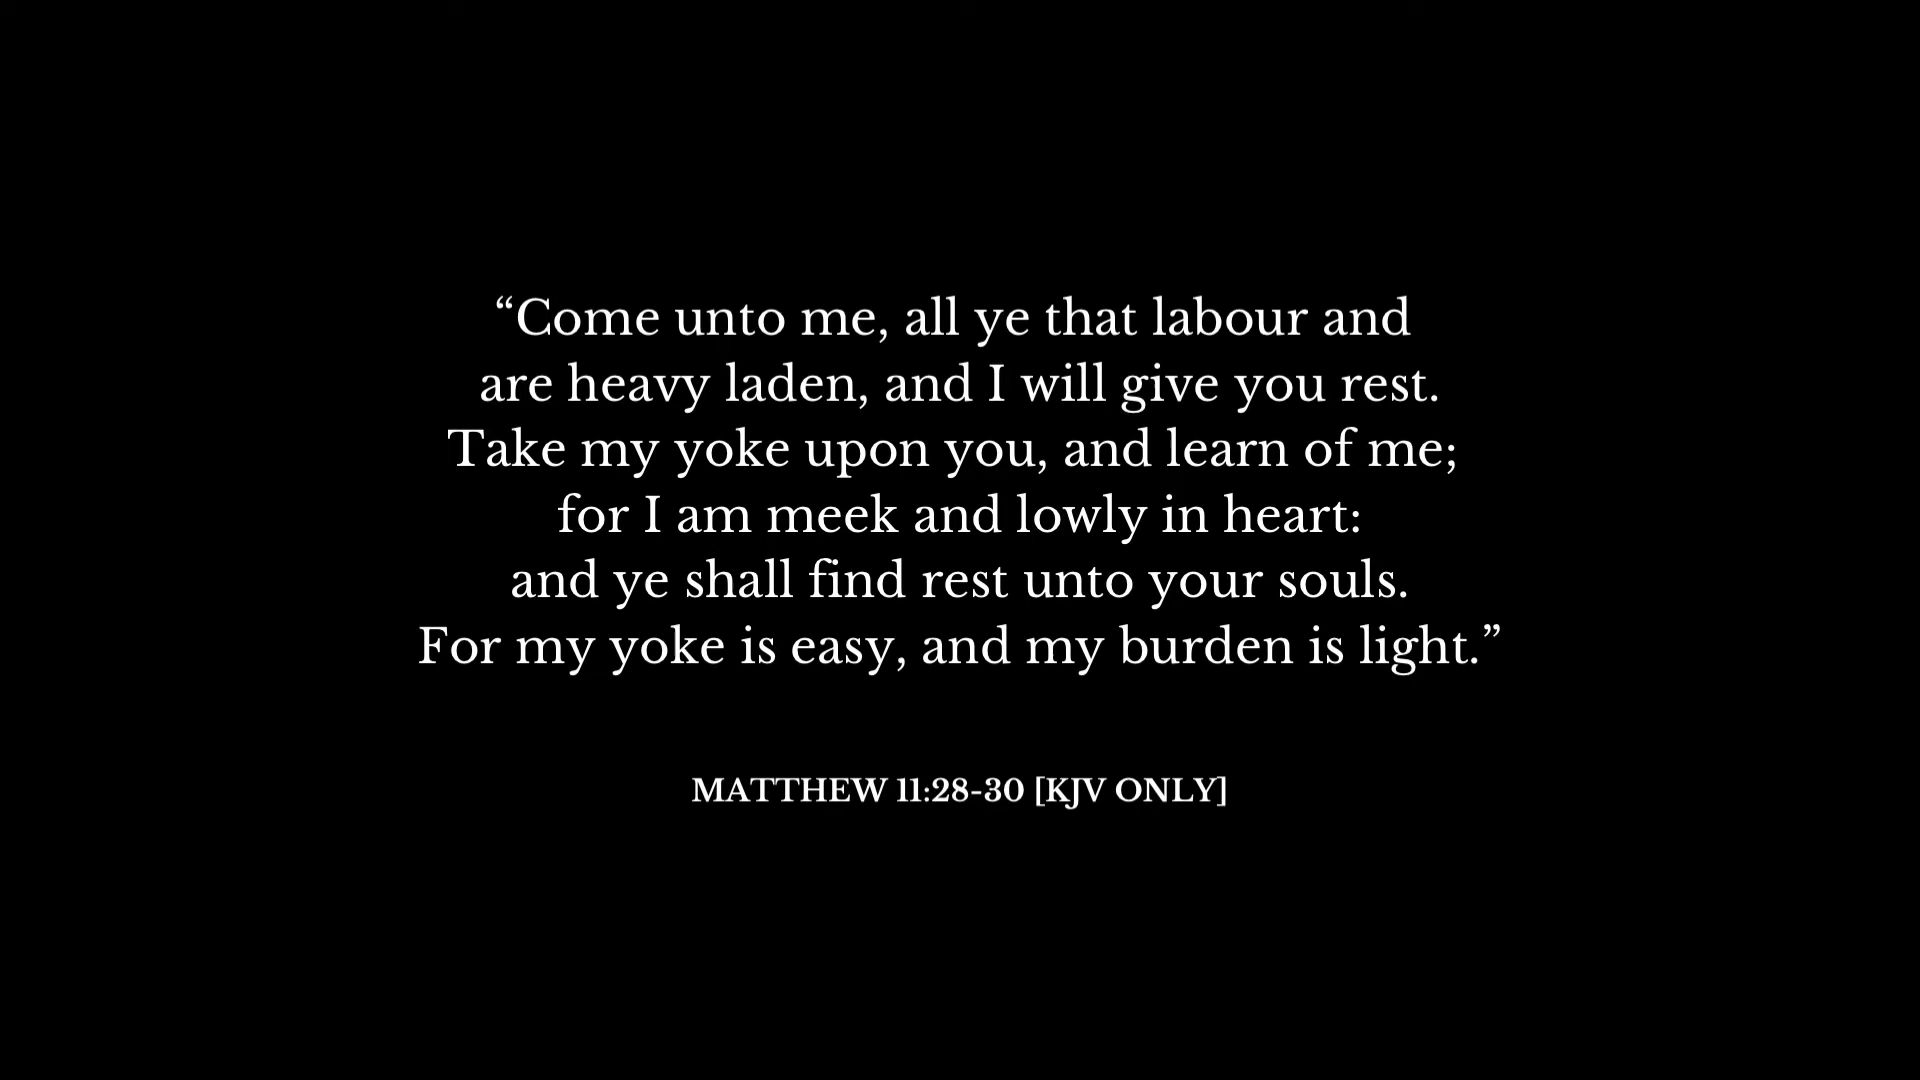 “Come unto me, all ye that labour and
are heavy laden, and I will give you rest.
Take my yoke upon you, and learn of me;
for I am meek and lowly in heart:
and ye shall find rest unto your souls.
For my yoke is easy, and my burden is light.”
MATTHEW 11:28-30 [KJV ONLY]